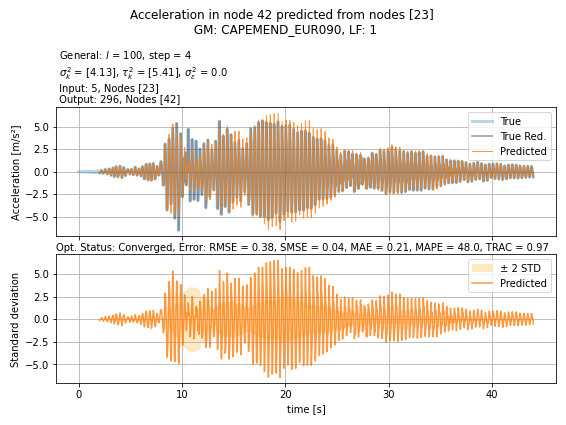 Acceleration in node 42 predicted from nodes [23]
GM: CAPEMEND_EUR090, LF: 1
General: l = 100, step = 4
σ²ₖ = [4.13], τ²ₖ = [5.41], σ²ₑ = 0.0
Input: 5, Nodes [23]
Output: 296, Nodes [42]
Acceleration [m/s²]
5.0
2.5
0.0
−2.5
−5.0
True
True Red.
Predicted
Opt. Status: Converged, Error: RMSE = 0.38, SMSE = 0.04, MAE = 0.21, MAPE = 48.0, TRAC = 0.97
Standard deviation
5.0
2.5
0.0
−2.5
−5.0
± 2 STD
Predicted
0 10 20 30 40
time [s]